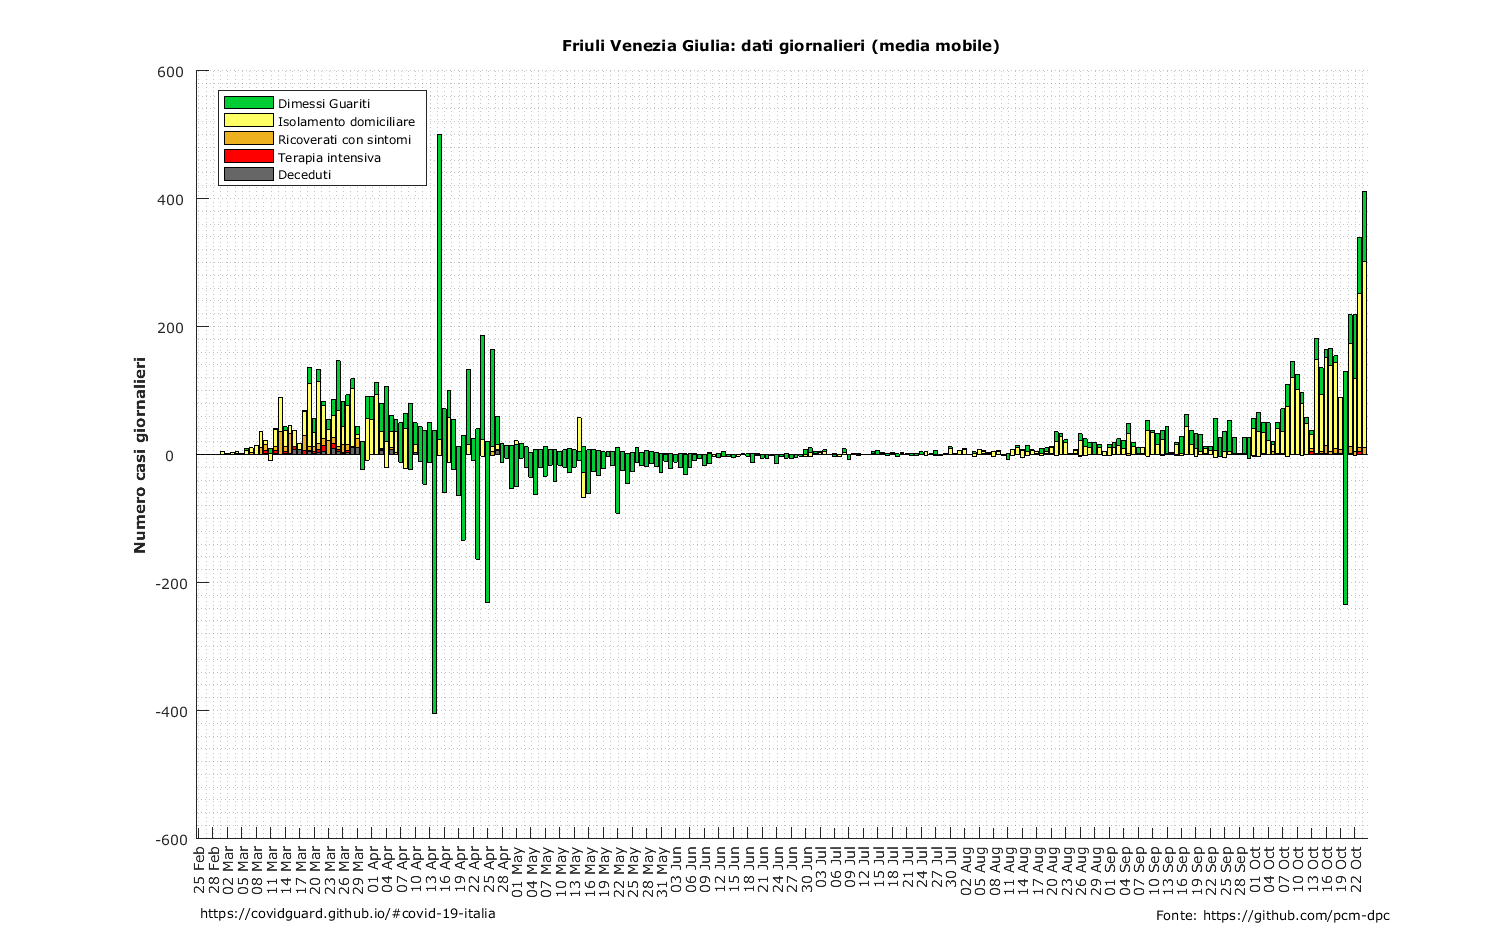 Friuli Venezia Giulia: dati giornalieri (media mobile)
Numero casi giornalieri
600
400
200
0
-200
-400
-600
Dimessi Guariti
Isolamento domiciliare
Ricoverati con sintomi
Terapia intensiva
Deceduti
25 Feb
28 Feb
02 Mar
05 Mar
08 Mar
11 Mar
14 Mar
17 Mar
20 Mar
23 Mar
26 Mar
29 Mar
01 Apr
04 Apr
07 Apr
10 Apr
13 Apr
16 Apr
19 Apr
22 Apr
25 Apr
28 Apr
01 May
04 May
07 May
10 May
13 May
16 May
19 May
22 May
25 May
28 May
31 May
03 Jun
06 Jun
09 Jun
12 Jun
15 Jun
18 Jun
21 Jun
24 Jun
27 Jun
30 Jun
03 Jul
06 Jul
09 Jul
12 Jul
15 Jul
18 Jul
21 Jul
24 Jul
27 Jul
30 Jul
02 Aug
05 Aug
08 Aug
11 Aug
14 Aug
17 Aug
20 Aug
23 Aug
26 Aug
29 Aug
01 Sep
04 Sep
07 Sep
10 Sep
13 Sep
16 Sep
19 Sep
22 Sep
25 Sep
28 Sep
01 Oct
04 Oct
07 Oct
10 Oct
13 Oct
16 Oct
19 Oct
22 Oct
https://covidguard.github.io/#covid-19-italia
Fonte: https://github.com/pcm-dpc